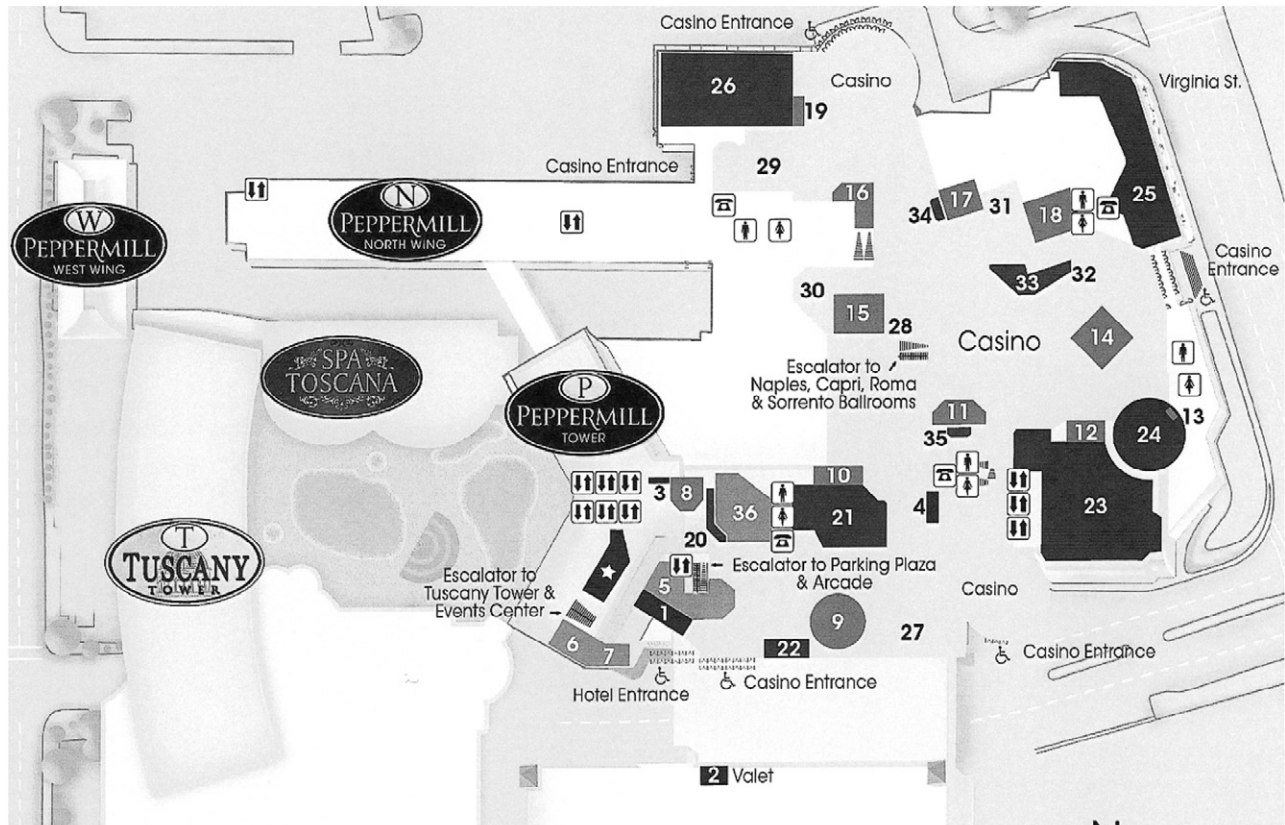 Casino Entrance
26
Casino
Virginia St.
19
Casino Entrance
29
25
16
17
34
31
18
N
PEPPERMILL
NORTH WING
W
PEPPERMILL
WEST WING
Casino
Entrance
33
32
30
15
28
14
Casino
SPA
TOSCANA
Escalator to
Naples, Capri, Roma
& Sorrento Ballrooms
P
PEPPERMILL
TOWER
11
35
12
24
13
3
8
36
10
21
4
23
20
T
TUSCANY
TOWER
Escalator to
Tuscany Tower &
Events Center
Escalator to Parking Plaza
& Arcade
5
1
Casino
9
6
7
22
27
Casino Entrance
Hotel Entrance
Casino Entrance
2 Valet